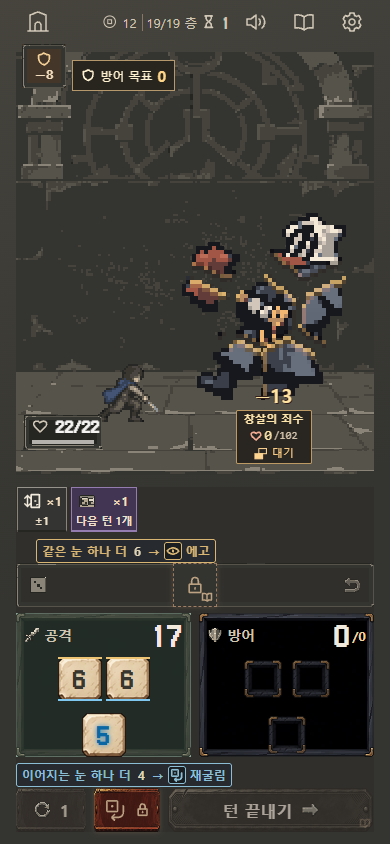 12 | 19/19 층 1
-8
방어 목표 0
22/22
-13
창살의 죄수
0/102
대기
×1
±1
×1
다음 턴 1개
같은 눈 하나 더 6 → 에고
공격 17
방어 0/0
6 6
5
이어지는 눈 하나 더 4 → 재굴림
1
턴 끝내기